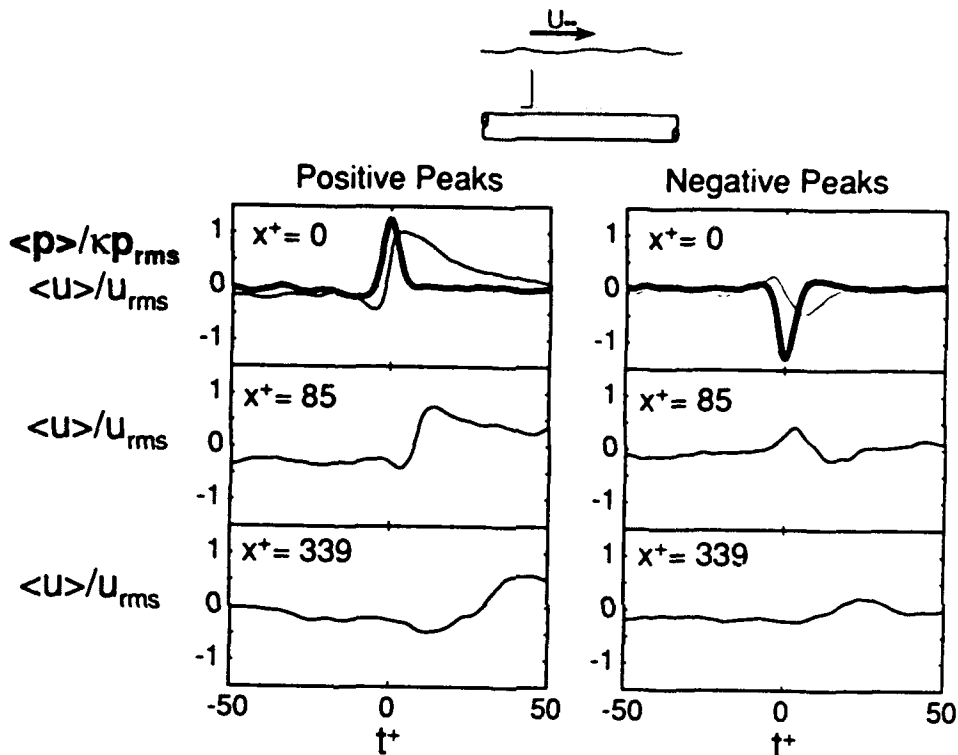 U∞
Positive Peaks
Negative Peaks
<p>/κp_rms
<u>/u_rms
1
0
-1
x⁺= 0
x⁺= 0
1
0
-1
<u>/u_rms
1
0
-1
x⁺= 85
x⁺= 85
1
0
-1
<u>/u_rms
1
0
-1
x⁺= 339
x⁺= 339
1
0
-1
-50
0
50
-50
0
50
t⁺
t⁺